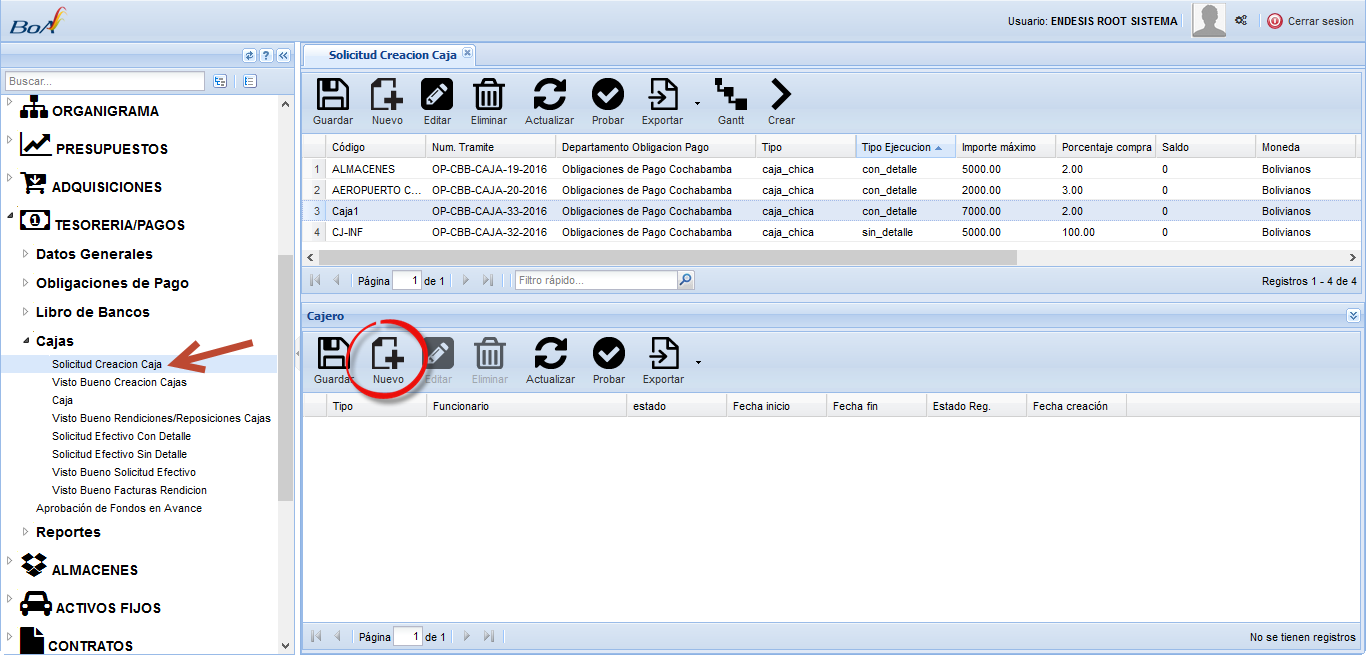 BoA
Usuario: ENDESIS ROOT SISTEMA
Cerrar sesion
Buscar...
ORGANIGRAMA
PRESUPUESTOS
ADQUISICIONES
TESORERIA/PAGOS
Datos Generales
Obligaciones de Pago
Libro de Bancos
Cajas
Solicitud Creacion Caja
Visto Bueno Creacion Cajas
Caja
Visto Bueno Rendiciones/Reposiciones Cajas
Solicitud Efectivo Con Detalle
Solicitud Efectivo Sin Detalle
Visto Bueno Solicitud Efectivo
Visto Bueno Facturas Rendicion
Aprobación de Fondos en Avance
Reportes
ALMACENES
ACTIVOS FIJOS
CONTRATOS
Solicitud Creacion Caja
Guardar Nuevo Editar Eliminar Actualizar Probar Exportar Gantt Crear
Código Num. Tramite Departamento Obligacion Pago Tipo Tipo Ejecucion Importe máximo Porcentaje compra Saldo Moneda
1 ALMACENES OP-CBB-CAJA-19-2016 Obligaciones de Pago Cochabamba caja_chica con_detalle 5000.00 2.00 0 Bolivianos
2 AEROPUERTO C... OP-CBB-CAJA-20-2016 Obligaciones de Pago Cochabamba caja_chica con_detalle 2000.00 3.00 0 Bolivianos
3 Caja1 OP-CBB-CAJA-33-2016 Obligaciones de Pago Cochabamba caja_chica con_detalle 7000.00 2.00 0 Bolivianos
4 CJ-INF OP-CBB-CAJA-32-2016 Obligaciones de Pago Cochabamba caja_chica sin_detalle 5000.00 100.00 0 Bolivianos
Página 1 de 1 Filtro rápido... Registros 1 - 4 de 4
Cajero
Guardar Nuevo Editar Eliminar Actualizar Probar Exportar
Tipo Funcionario estado Fecha inicio Fecha fin Estado Reg. Fecha creación
Página 1 de 1 No se tienen registros